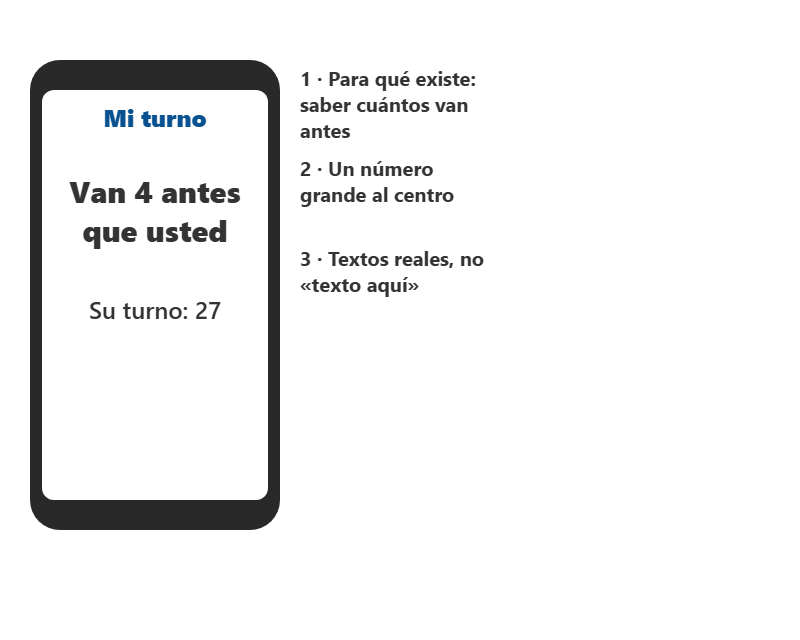 Mi turno
Van 4 antes
que usted
Su turno: 27
1 · Para qué existe:
saber cuántos van
antes
2 · Un número
grande al centro
3 · Textos reales, no
«texto aquí»